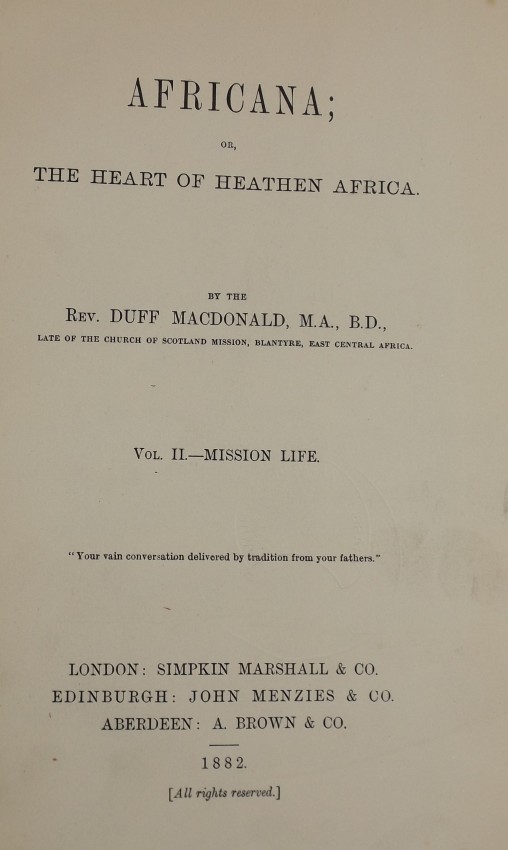 AFRICANA;
OR,
THE HEART OF HEATHEN AFRICA.
BY THE
REV. DUFF MACDONALD, M.A., B.D.,
LATE OF THE CHURCH OF SCOTLAND MISSION, BLANTYRE, EAST CENTRAL AFRICA.
VOL. II.—MISSION LIFE.
"Your vain conversation delivered by tradition from your fathers."
LONDON: SIMPKIN MARSHALL & CO.
EDINBURGH: JOHN MENZIES & CO.
ABERDEEN: A. BROWN & CO.
1882.
[All rights reserved.]